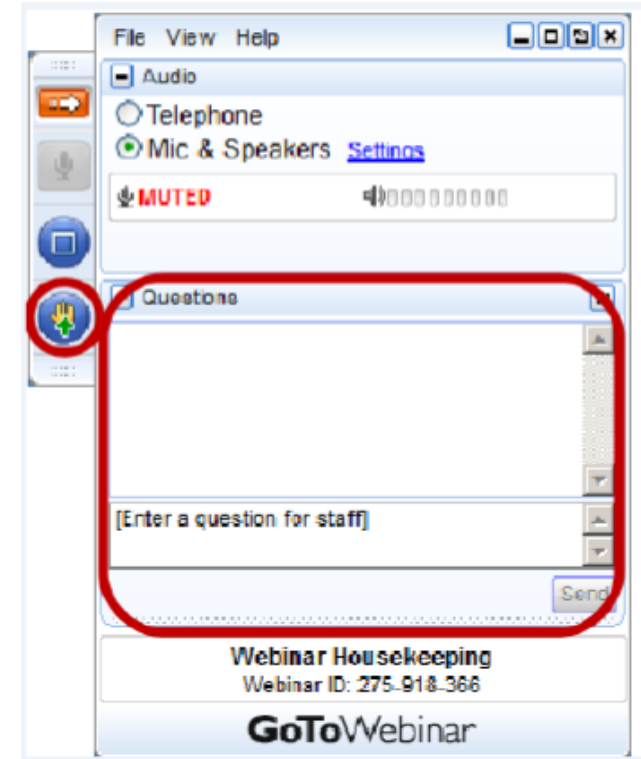 File View Help
Audio
Telephone
Mic & Speakers Settings
MUTED
Questions
[Enter a question for staff]
Send
Webinar Housekeeping
Webinar ID: 275-918-366
GoToWebinar